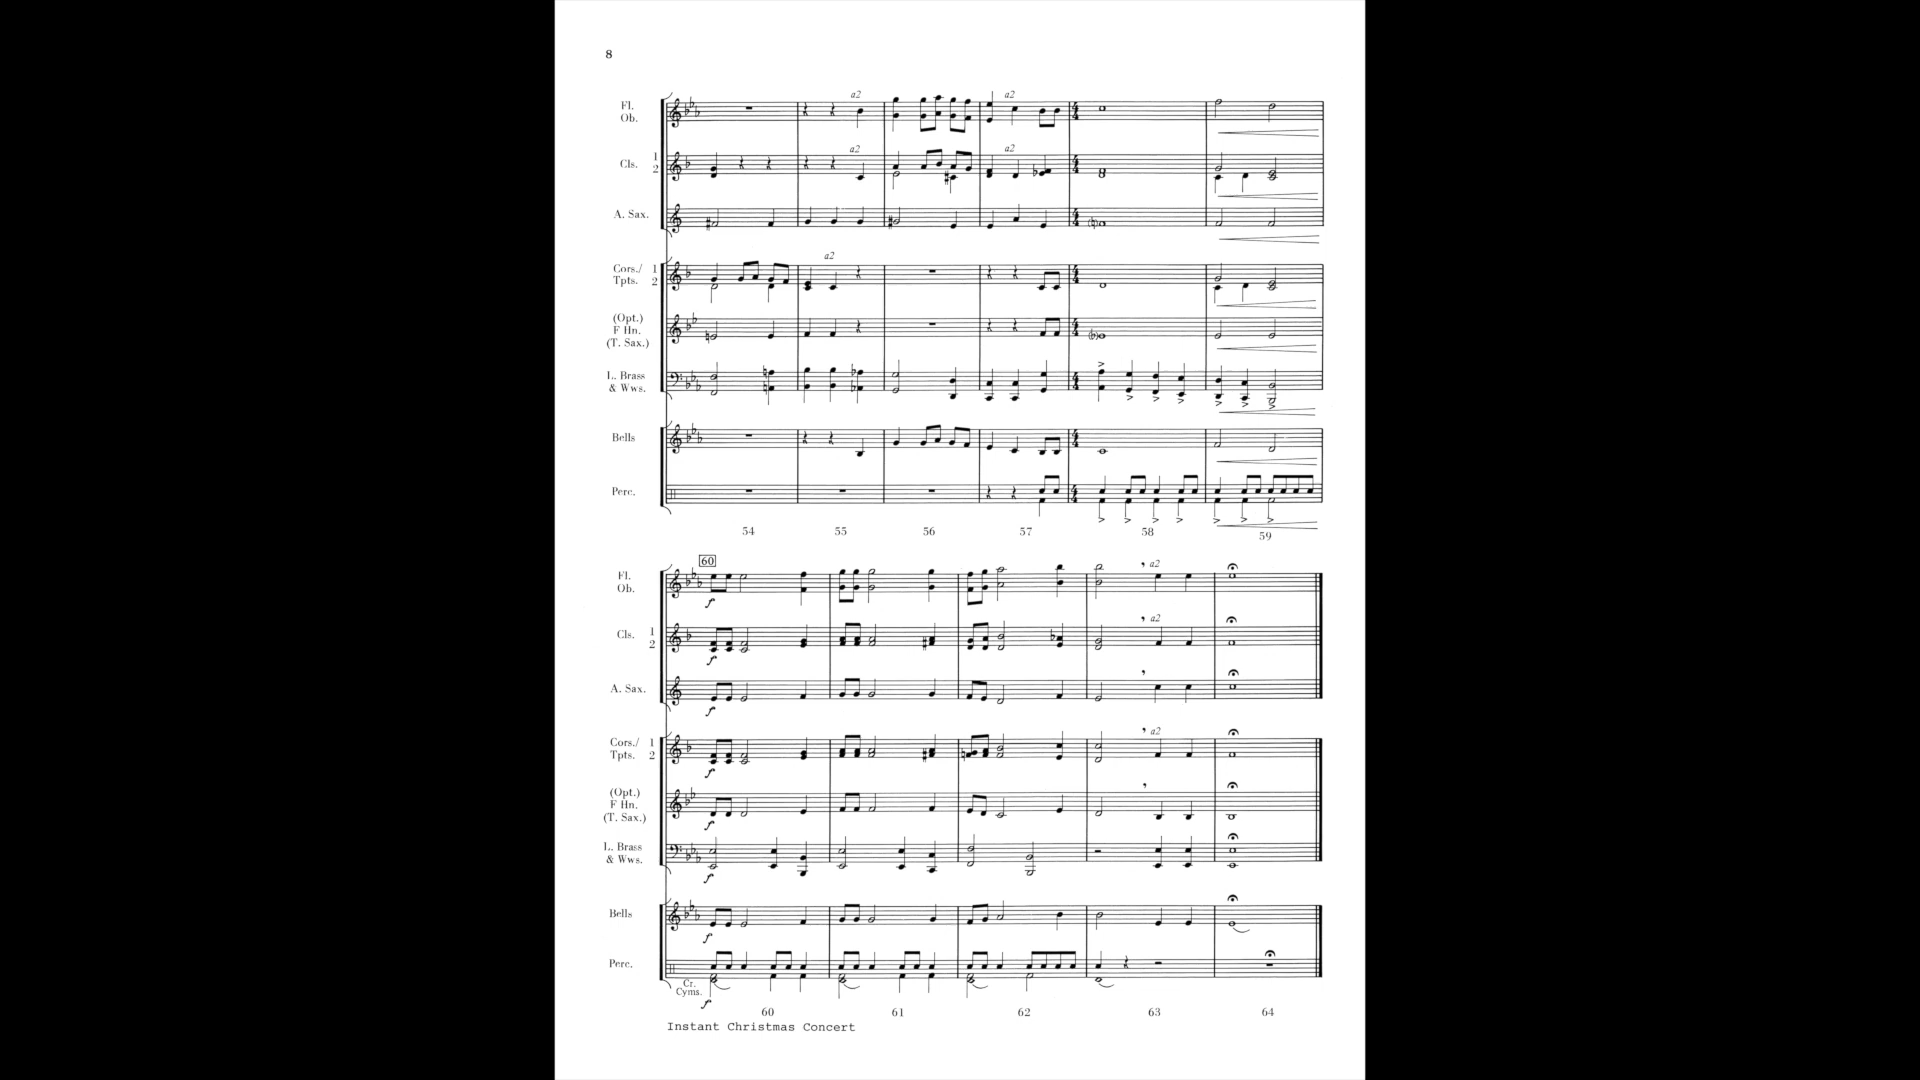 8
Fl.
Ob.
a2
a2
Cls. 1
2
a2
a2
A. Sax.
Cors./ 1
Tpts. 2
a2
(Opt.)
F Hn.
(T. Sax.)
L. Brass
& Wws.
Bells
Perc.
54 55 56 57 58 59
60
Fl.
Ob.
f
a2
Cls. 1
2
f
a2
A. Sax.
f
Cors./ 1
Tpts. 2
f
a2
(Opt.)
F Hn.
(T. Sax.)
f
L. Brass
& Wws.
f
Bells
f
Perc.
Cr.
Cyms.
f
60 61 62 63 64
Instant Christmas Concert